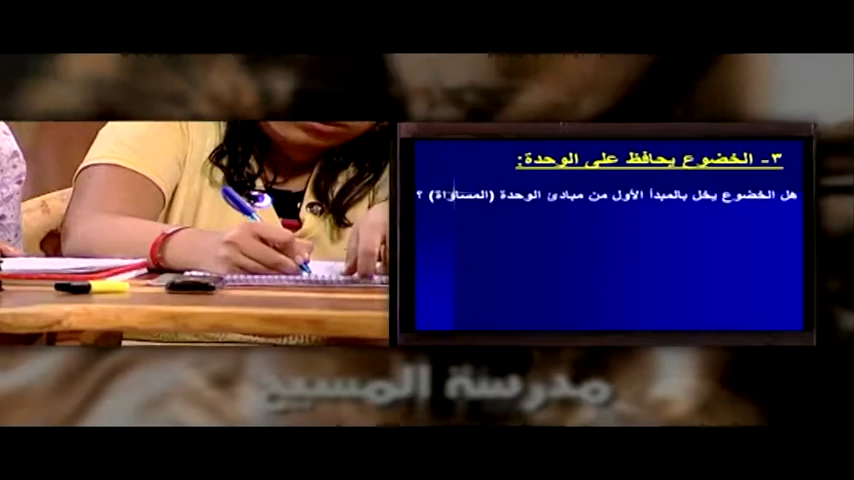 ٣- الخضوع يحافظ على الوحدة:
هل الخضوع يخل بالمبدأ الأول من مبادئ الوحدة (المساواة) ؟
مدرسة المسيح